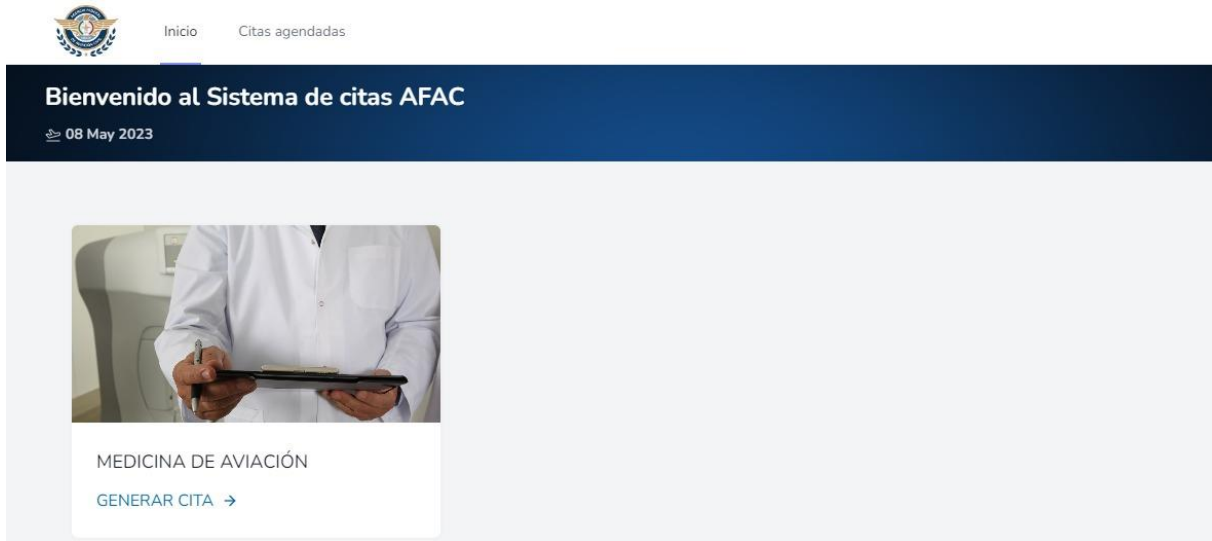 Inicio
Citas agendadas
Bienvenido al Sistema de citas AFAC
08 May 2023
MEDICINA DE AVIACIÓN
GENERAR CITA →